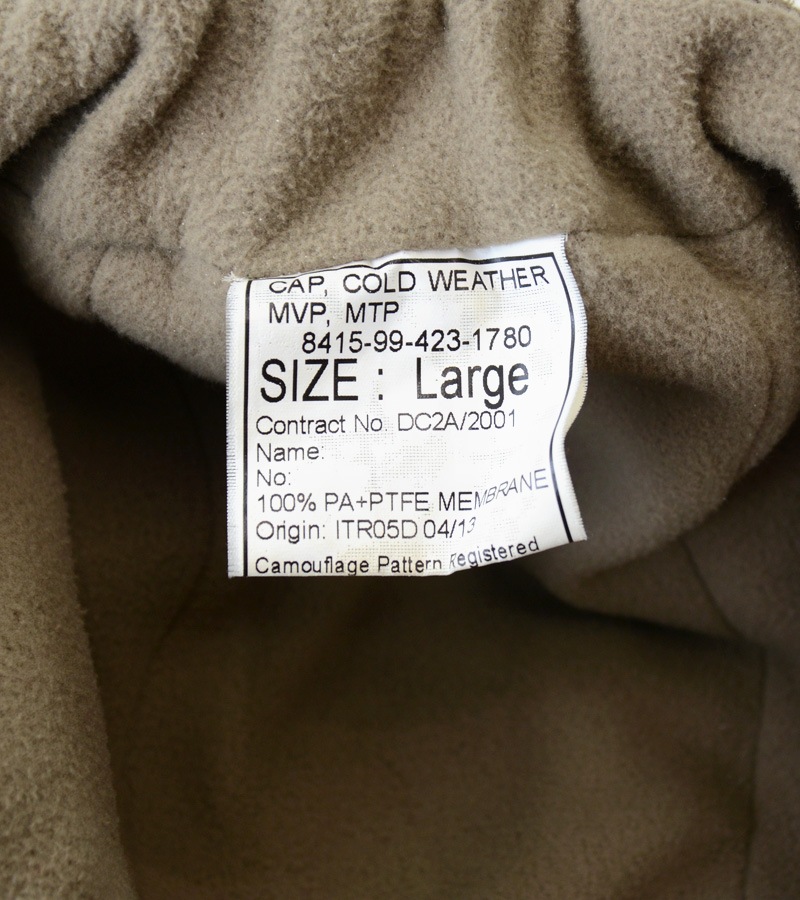 CAP, COLD WEATHER
MVP, MTP
8415-99-423-1780
SIZE : Large
Contract No. DC2A/2001
Name:
No:
100% PA+PTFE MEMBRANE
Origin: ITR05D 04/13
Camouflage Pattern Registered